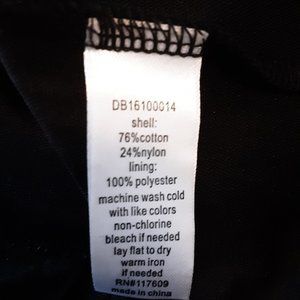 DB16100014
shell:
76%cotton
24%nylon
lining:
100% polyester
machine wash cold
with like colors
non-chlorine
bleach if needed
lay flat to dry
warm iron
if needed
RN#117609
made in china